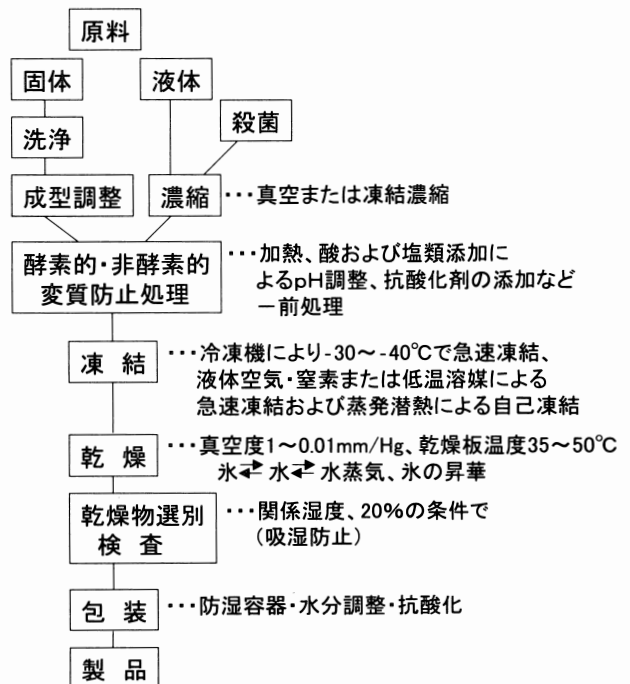 原料
固体
液体
殺菌
洗浄
成型調整
濃縮
・・・真空または凍結濃縮
酵素的・非酵素的
変質防止処理
・・・加熱、酸および塩類添加に
よるpH調整、抗酸化剤の添加など
－前処理
凍結
・・・冷凍機により-30～-40℃で急速凍結、
液体空気・窒素または低温溶媒による
急速凍結および蒸発潜熱による自己凍結
乾燥
・・・真空度1～0.01mm/Hg、乾燥板温度35～50℃
氷⇄水⇄水蒸気、氷の昇華
乾燥物選別
検査
・・・関係湿度、20%の条件で
（吸湿防止）
包装
・・・防湿容器・水分調整・抗酸化
製品